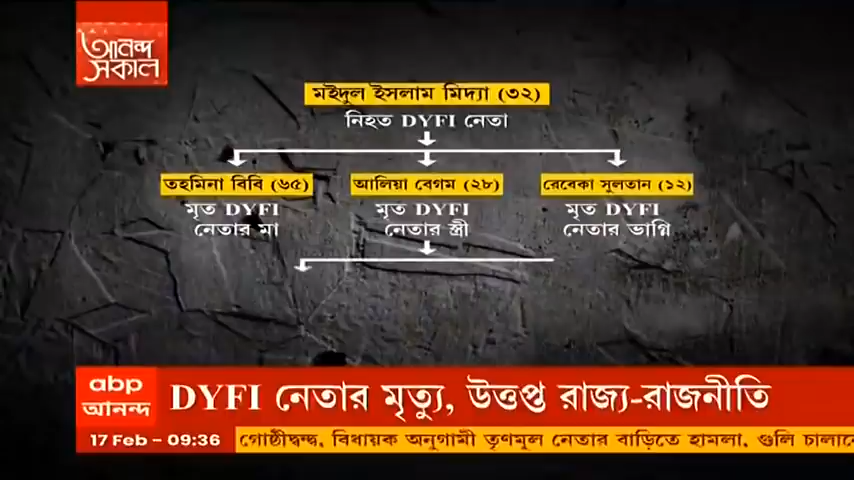 আনন্দ
সকাল
মইদুল ইসলাম মিদ্যা (৩২)
নিহত DYFI নেতা
তহমিনা বিবি (৬৫)
আলিয়া বেগম (২৮)
রেবেকা সুলতান (১২)
মৃত DYFI
নেতার মা
মৃত DYFI
নেতার স্ত্রী
মৃত DYFI
নেতার ভাগ্নি
abp
আনন্দ
DYFI নেতার মৃত্যু, উত্তপ্ত রাজ্য-রাজনীতি
17 Feb - 09:36
গোষ্ঠীদ্বন্দ্ব, বিধায়ক অনুগামী তৃণমূল নেতার বাড়িতে হামলা, গুলি